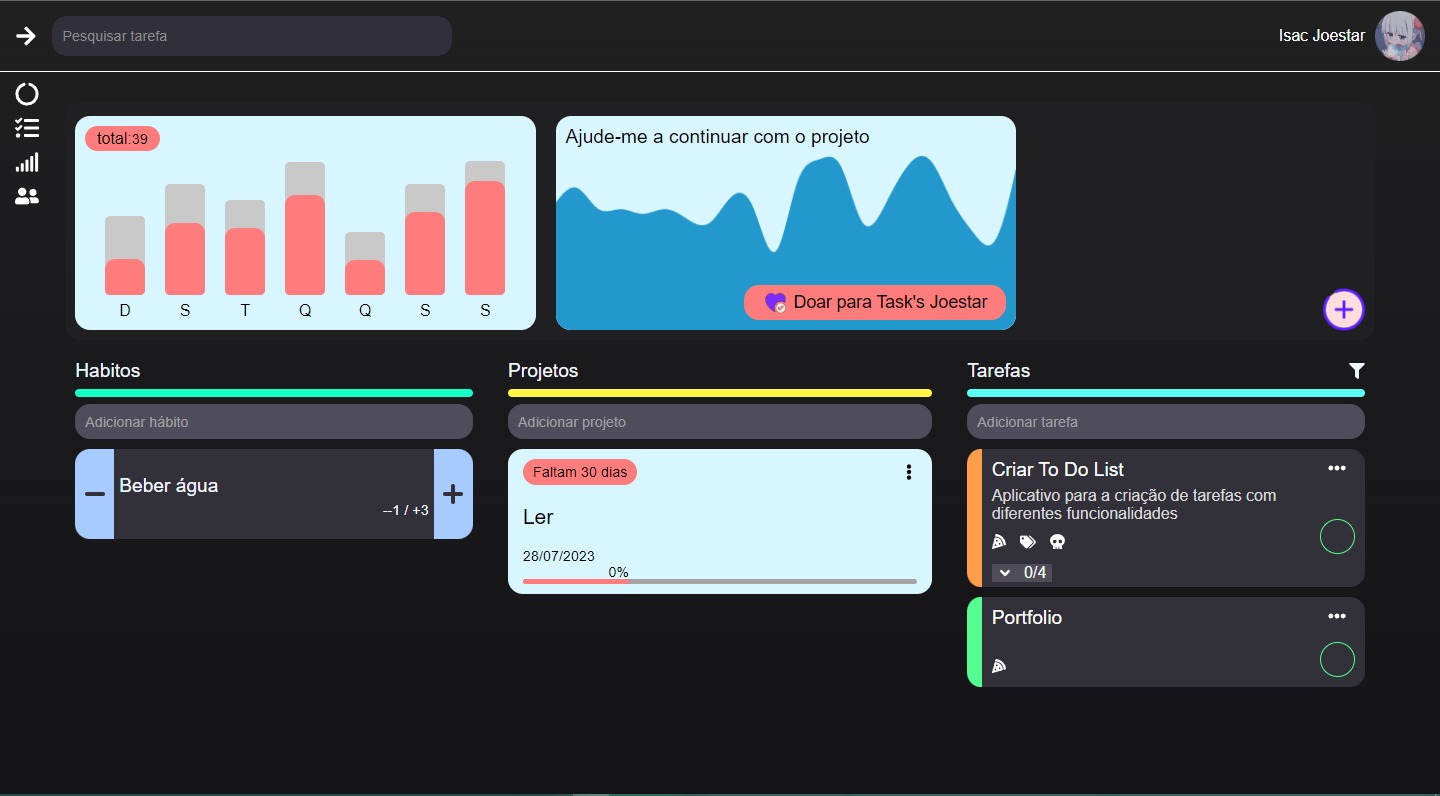 Pesquisar tarefa
Isac Joestar
total:39
D S T Q Q S S
Ajude-me a continuar com o projeto
Doar para Task's Joestar
Habitos
Adicionar hábito
Beber água
--1 / +3
Projetos
Adicionar projeto
Faltam 30 dias
Ler
28/07/2023
0%
Tarefas
Adicionar tarefa
Criar To Do List
Aplicativo para a criação de tarefas com
diferentes funcionalidades
0/4
Portfolio